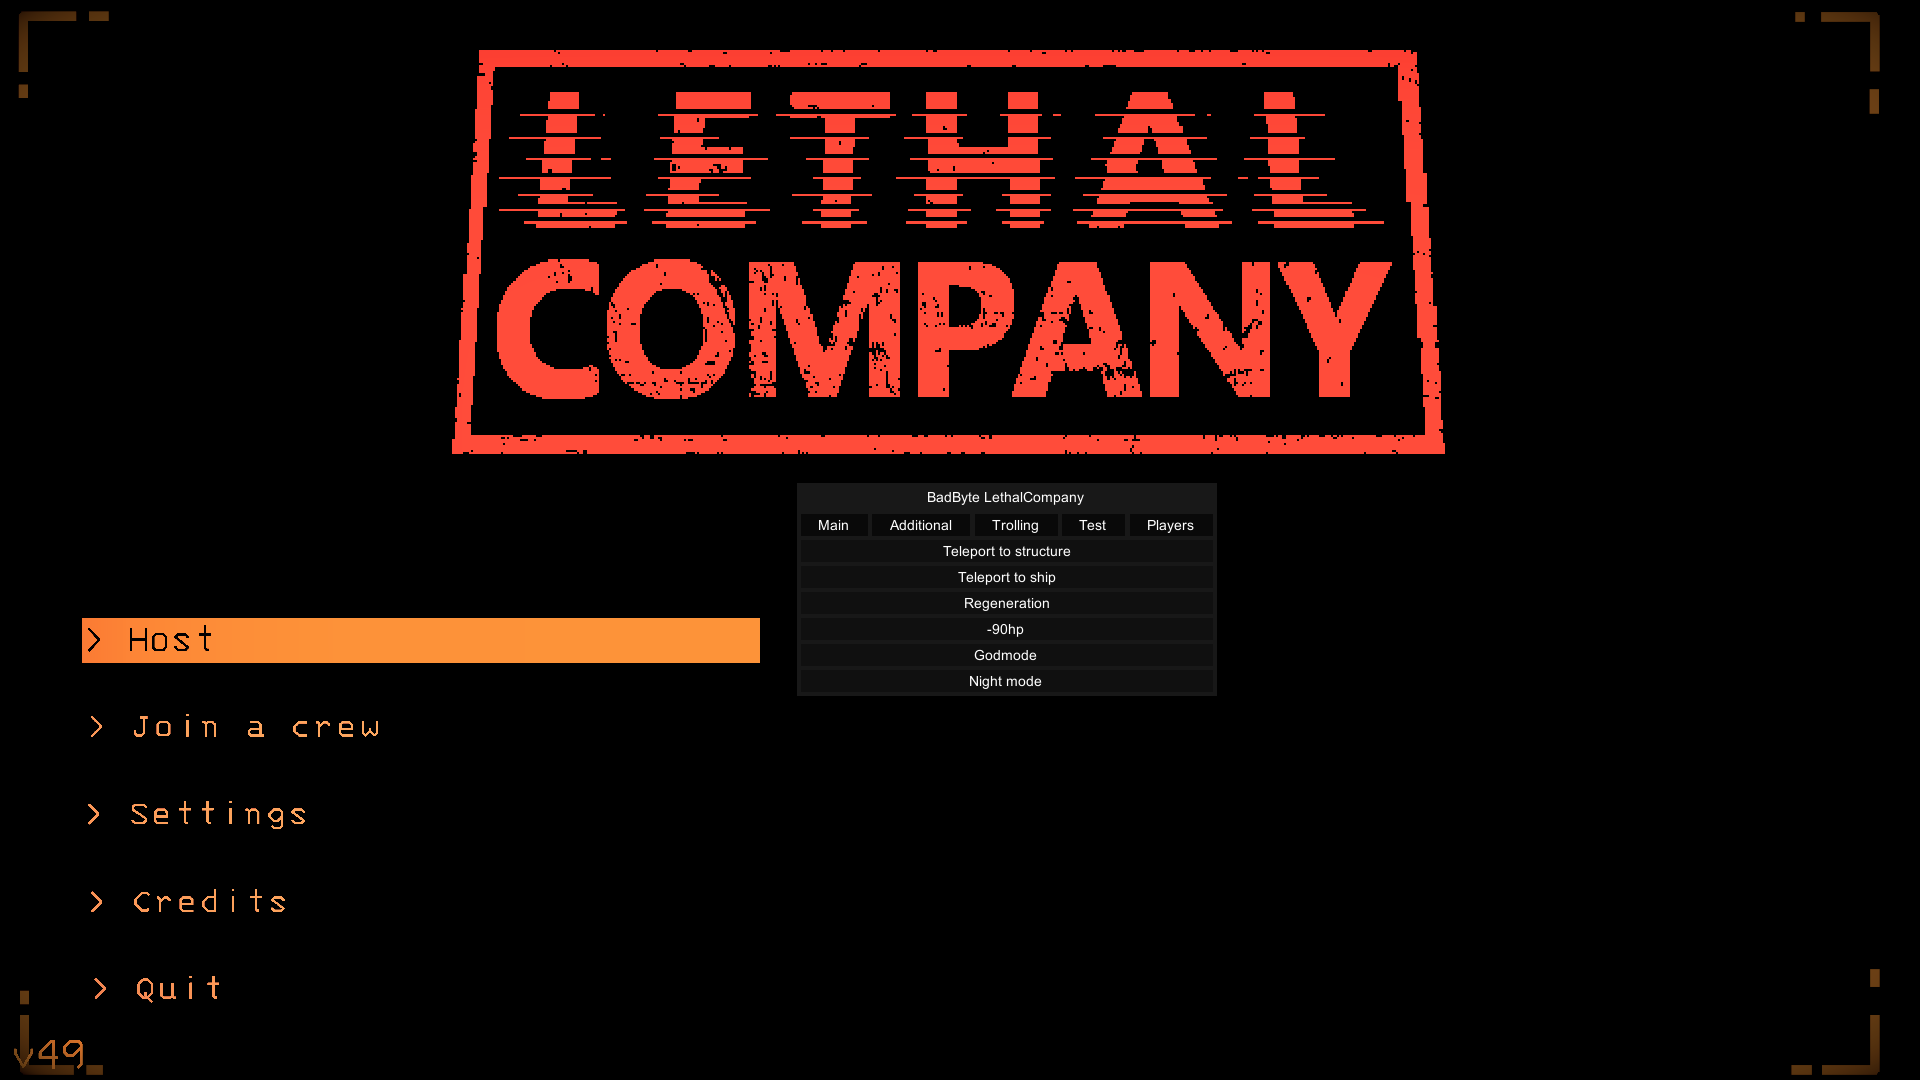 LETHAL
COMPANY
BadByte LethalCompany
Main Additional Trolling Test Players
Teleport to structure
Teleport to ship
Regeneration
-90hp
Godmode
Night mode
> Host
> Join a crew
> Settings
> Credits
> Quit
v49